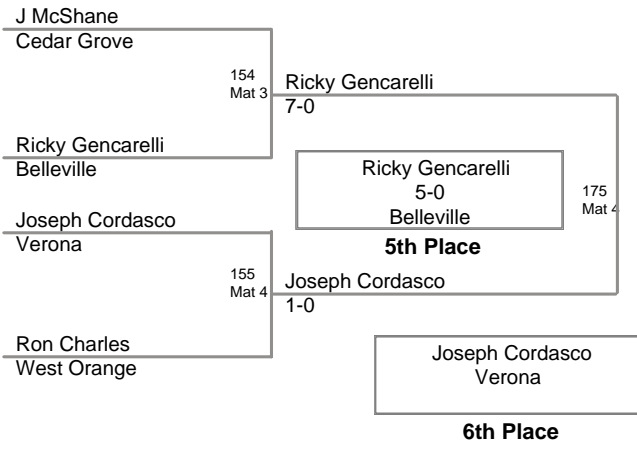 J McShane
Cedar Grove
154
Mat 3
Ricky Gencarelli
7-0
Ricky Gencarelli
Belleville
Ricky Gencarelli
5-0
Belleville
5th Place
175
Mat 4
Joseph Cordasco
Verona
155
Mat 4
Joseph Cordasco
1-0
Ron Charles
West Orange
Joseph Cordasco
Verona
6th Place